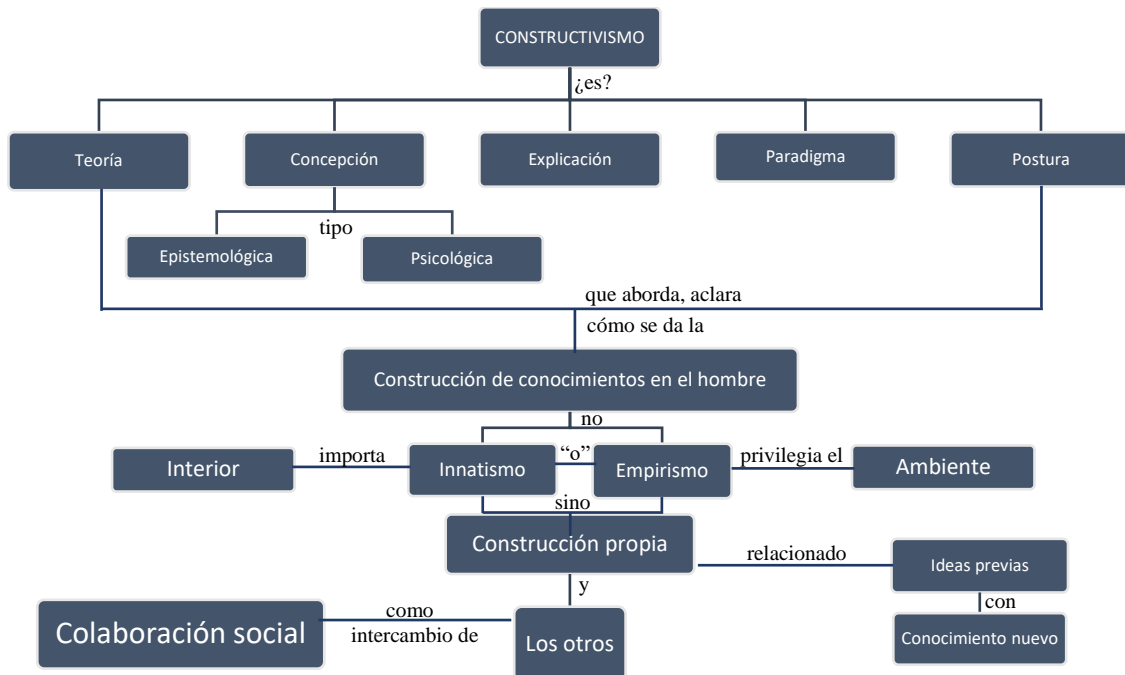 CONSTRUCTIVISMO
¿es?
Teoría
Concepción
Explicación
Paradigma
Postura
tipo
Epistemológica
Psicológica
que aborda, aclara
cómo se da la
Construcción de conocimientos en el hombre
no
Interior
importa
Innatismo
“o”
Empirismo
privilegia el
Ambiente
sino
Construcción propia
relacionado
Ideas previas
y
con
Colaboración social
como
intercambio de
Los otros
Conocimiento nuevo